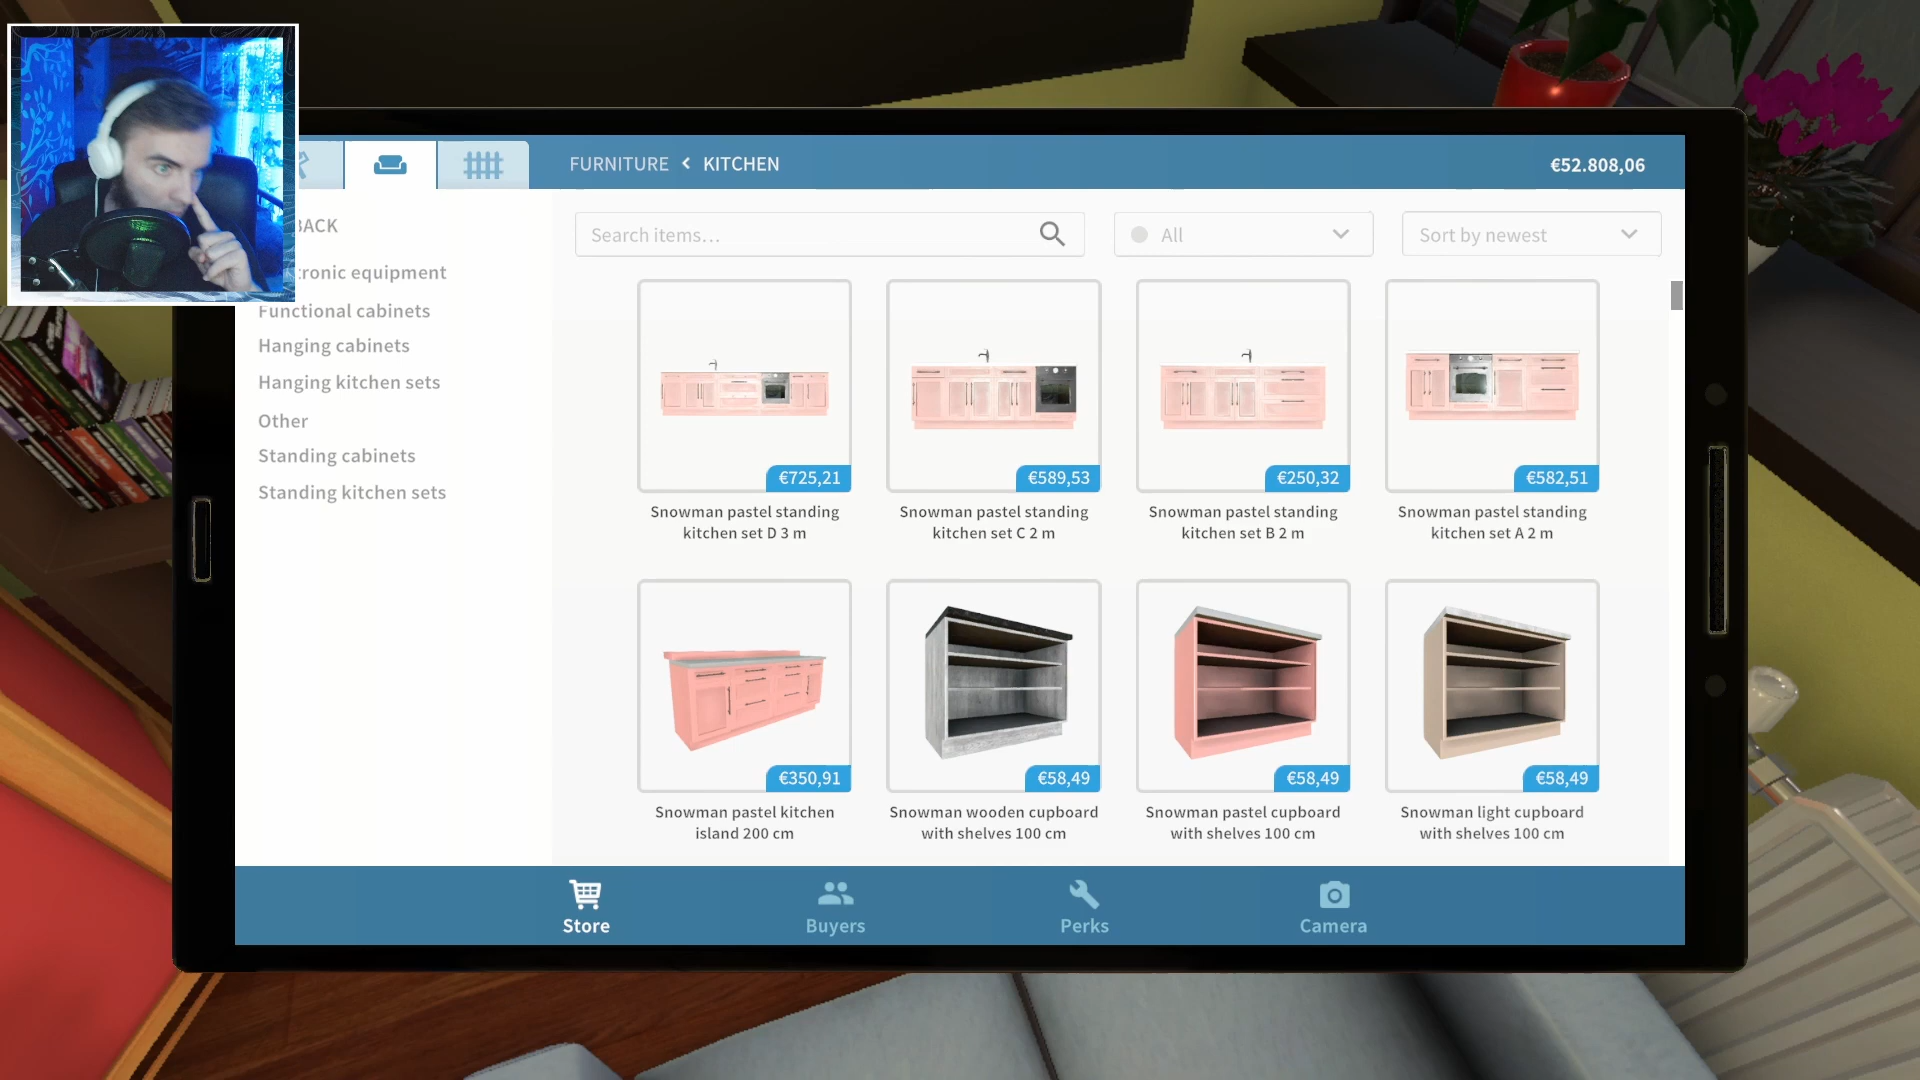 FURNITURE < KITCHEN
€52.808,06
BACK
tronic equipment
Functional cabinets
Hanging cabinets
Hanging kitchen sets
Other
Standing cabinets
Standing kitchen sets
Search items...
All
Sort by newest
€725,21
€589,53
€250,32
€582,51
Snowman pastel standing
kitchen set D 3 m
Snowman pastel standing
kitchen set C 2 m
Snowman pastel standing
kitchen set B 2 m
Snowman pastel standing
kitchen set A 2 m
€350,91
€58,49
€58,49
€58,49
Snowman pastel kitchen
island 200 cm
Snowman wooden cupboard
with shelves 100 cm
Snowman pastel cupboard
with shelves 100 cm
Snowman light cupboard
with shelves 100 cm
Store
Buyers
Perks
Camera